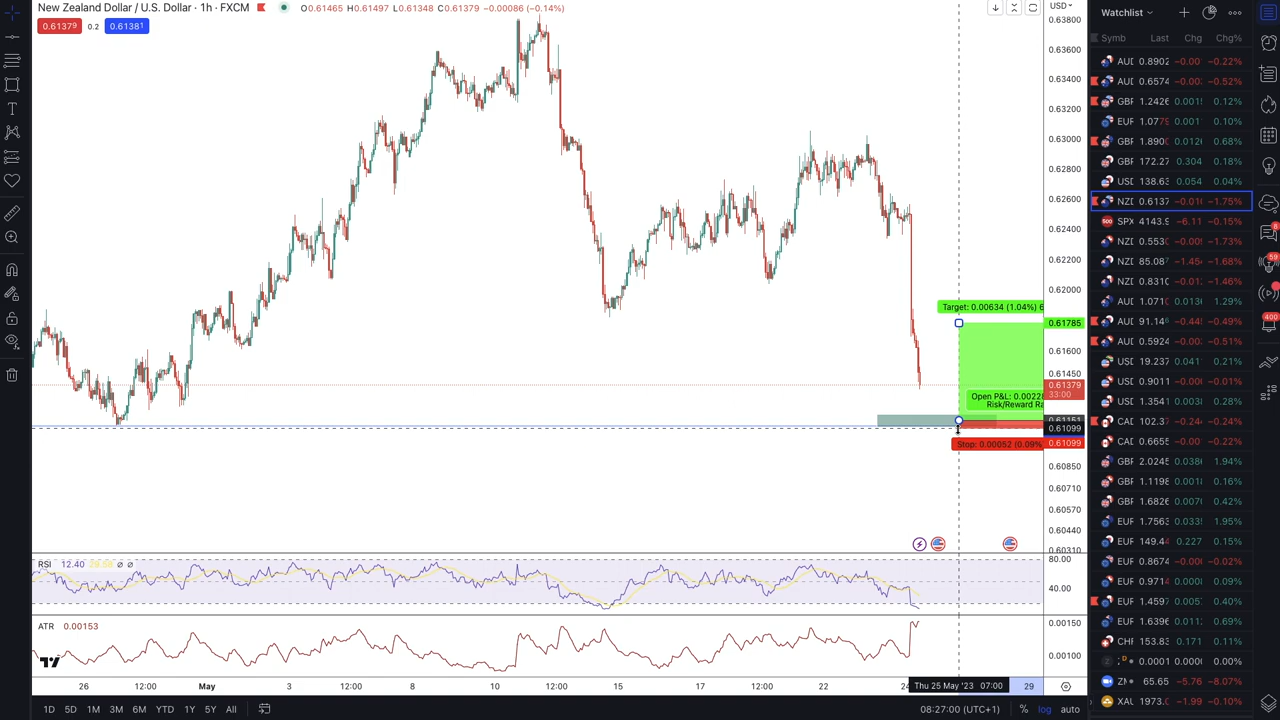 New Zealand Dollar / U.S. Dollar · 1h · FXCM O0.61465 H0.61497 L0.61348 C0.61379 −0.00086 (−0.14%)
0.61379 0.2 0.61381
USD
0.63800
0.63600
0.63400
0.63200
0.63000
0.62800
0.62600
0.62400
0.62200
0.62000
Target: 0.00634 (1.04%) 6
0.61785
0.61600
0.61450
0.61379
33:00
Open P&L: 0.0022
Risk/Reward Ra
0.61151
0.61099
Stop: 0.00052 (0.09%
0.61099
0.60850
0.60710
0.60570
0.60440
0.60310
RSI 12.40
80.00
40.00
ATR 0.00153
0.00150
0.00100
26 12:00 May 3 12:00 8 12:00 15 17 12:00 22 24 Thu 25 May '23 07:00 29
1D 5D 1M 3M 6M YTD 1Y 5Y All
08:27:00 (UTC+1) % log auto
Watchlist
Symb Last Chg Chg%
AUD 0.8902 −0.00 −0.22%
AUD 0.6574 −0.00 −0.52%
GBP 1.2426 0.001 0.12%
EUR 1.0779 0.001 0.10%
GBP 1.890 0.012 0.68%
GBP 172.27 0.304 0.18%
USD 138.63 0.054 0.04%
NZD 0.6137 −0.01 −1.75%
SPX 4143.9 −6.11 −0.15%
NZD 0.553 −0.00 −1.73%
NZD 85.08 −1.45 −1.68%
NZD 0.8310 −0.01 −1.46%
AUD 1.071 0.013 1.29%
AUD 91.14 −0.44 −0.49%
AUD 0.5924 −0.00 −0.51%
USD 19.237 0.041 0.21%
USD 0.9011 −0.00 −0.01%
USD 1.3541 0.003 0.28%
CAD 102.37 −0.24 −0.24%
CAD 0.6655 −0.00 −0.22%
GBP 2.0245 0.038 1.94%
GBP 1.1198 0.001 0.16%
GBP 1.6826 0.007 0.42%
EUR 1.7563 0.033 1.95%
EUR 149.4 0.227 0.15%
EUR 0.8674 −0.00 −0.02%
EUR 0.9714 0.000 0.09%
EUR 1.4597 0.005 0.40%
EUR 1.6396 0.011 0.69%
CHF 153.83 0.171 0.11%
0.0001 0.0000 0.00%
ZM 65.65 −5.76 −8.07%
XAU 1973. −1.99 −0.10%
8
59
400